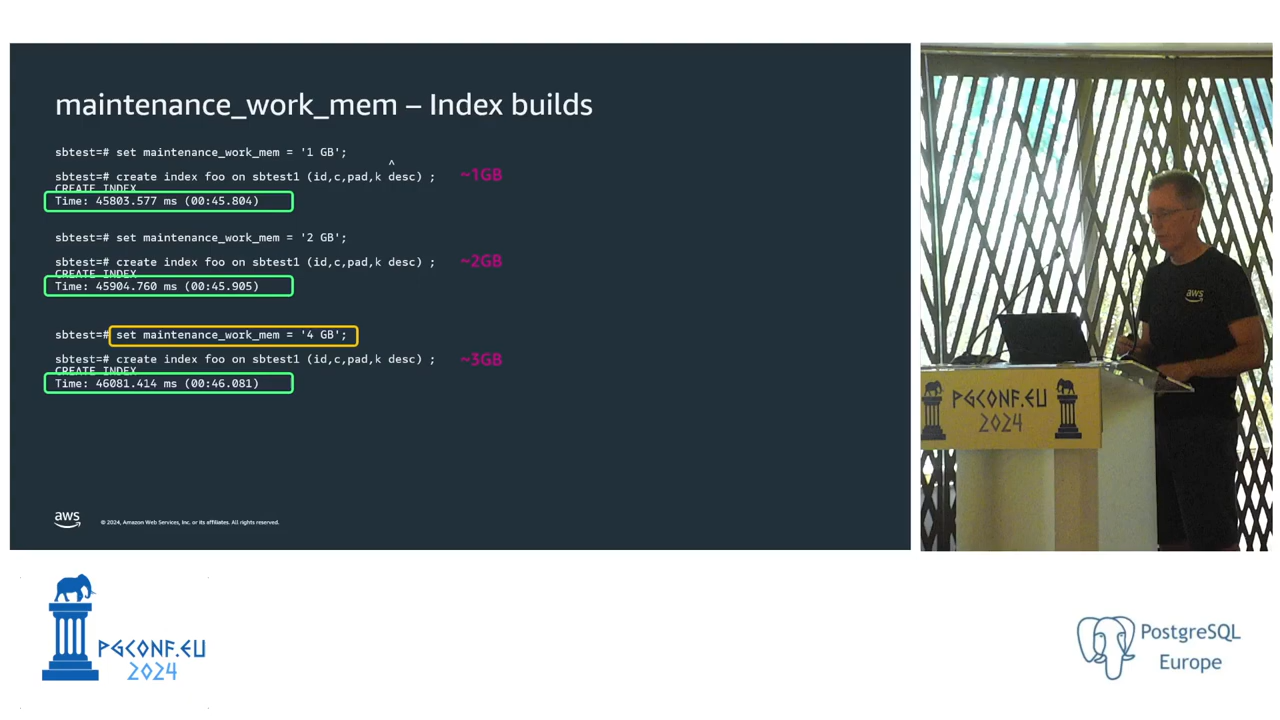 maintenance_work_mem – Index builds
sbtest=# set maintenance_work_mem = '1 GB';
^
sbtest=# create index foo on sbtest1 (id,c,pad,k desc) ;
~1GB
CREATE INDEX
Time: 45803.577 ms (00:45.804)
sbtest=# set maintenance_work_mem = '2 GB';
sbtest=# create index foo on sbtest1 (id,c,pad,k desc) ;
~2GB
CREATE INDEX
Time: 45904.760 ms (00:45.905)
sbtest=# set maintenance_work_mem = '4 GB';
sbtest=# create index foo on sbtest1 (id,c,pad,k desc) ;
~3GB
CREATE INDEX
Time: 46081.414 ms (00:46.081)
aws
© 2024, Amazon Web Services, Inc. or its affiliates. All rights reserved.
aws
PGCONF.EU
2024
PGCONF.EU
2024
PostgreSQL
Europe